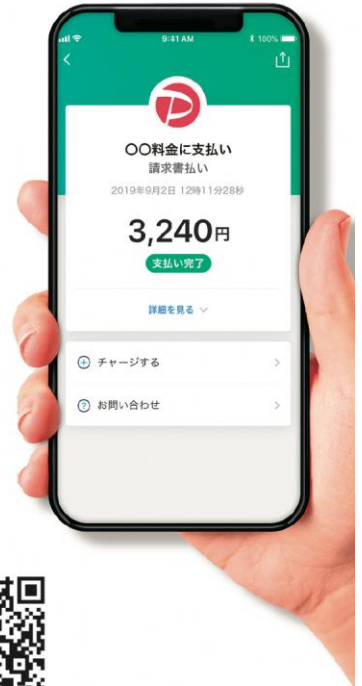 9:41 AM
100%
〇〇料金に支払い
請求書払い
2019年9月2日 12時11分28秒
3,240円
支払い完了
詳細を見る
チャージする
お問い合わせ